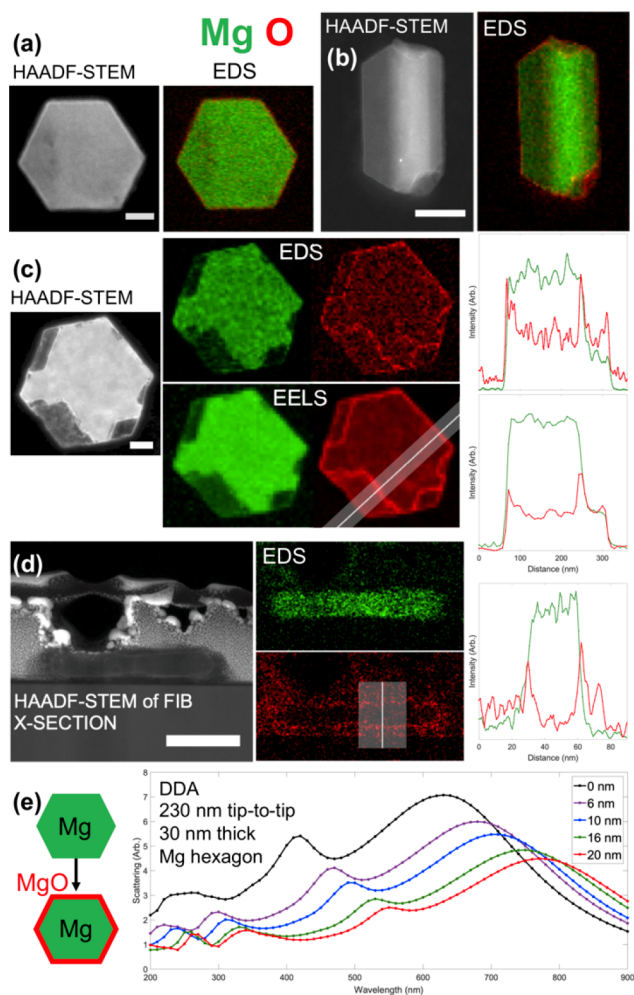 Mg O
(a)
HAADF-STEM
EDS
HAADF-STEM
(b)
EDS
(c)
HAADF-STEM
EDS
EELS
Intensity (Arb.)
Intensity (Arb.)
0 100 200 300
Distance (nm)
(d)
HAADF-STEM of FIB
X-SECTION
EDS
Intensity (Arb.)
0 20 40 60 80
Distance (nm)
(e)
Mg
MgO
Mg
DDA
230 nm tip-to-tip
30 nm thick
Mg hexagon
0 nm
6 nm
10 nm
16 nm
20 nm
Scattering (Arb.)
8
7
6
5
4
3
2
1
0
200 300 400 500 600 700 800 900
Wavelength (nm)